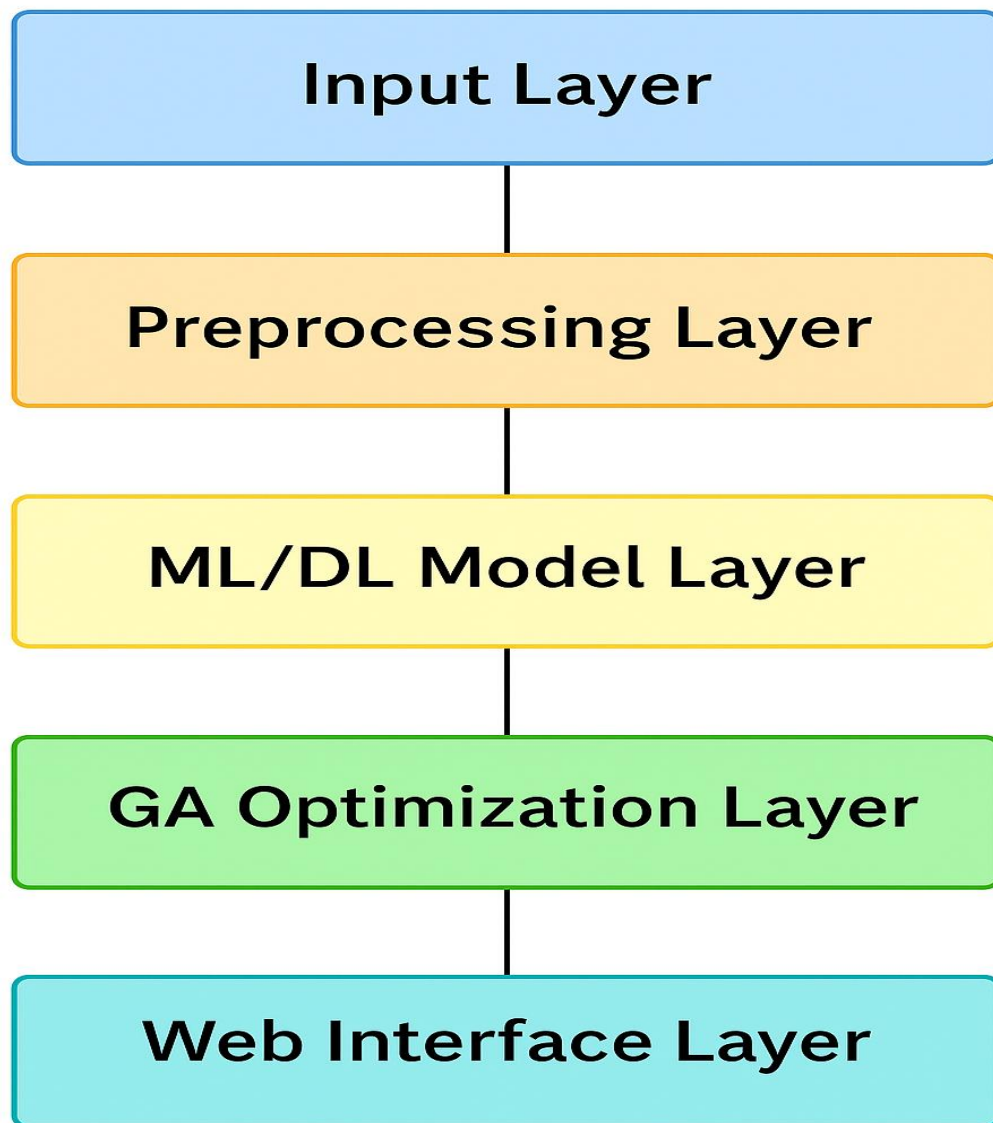 Input Layer
Preprocessing Layer
ML/DL Model Layer
GA Optimization Layer
Web Interface Layer